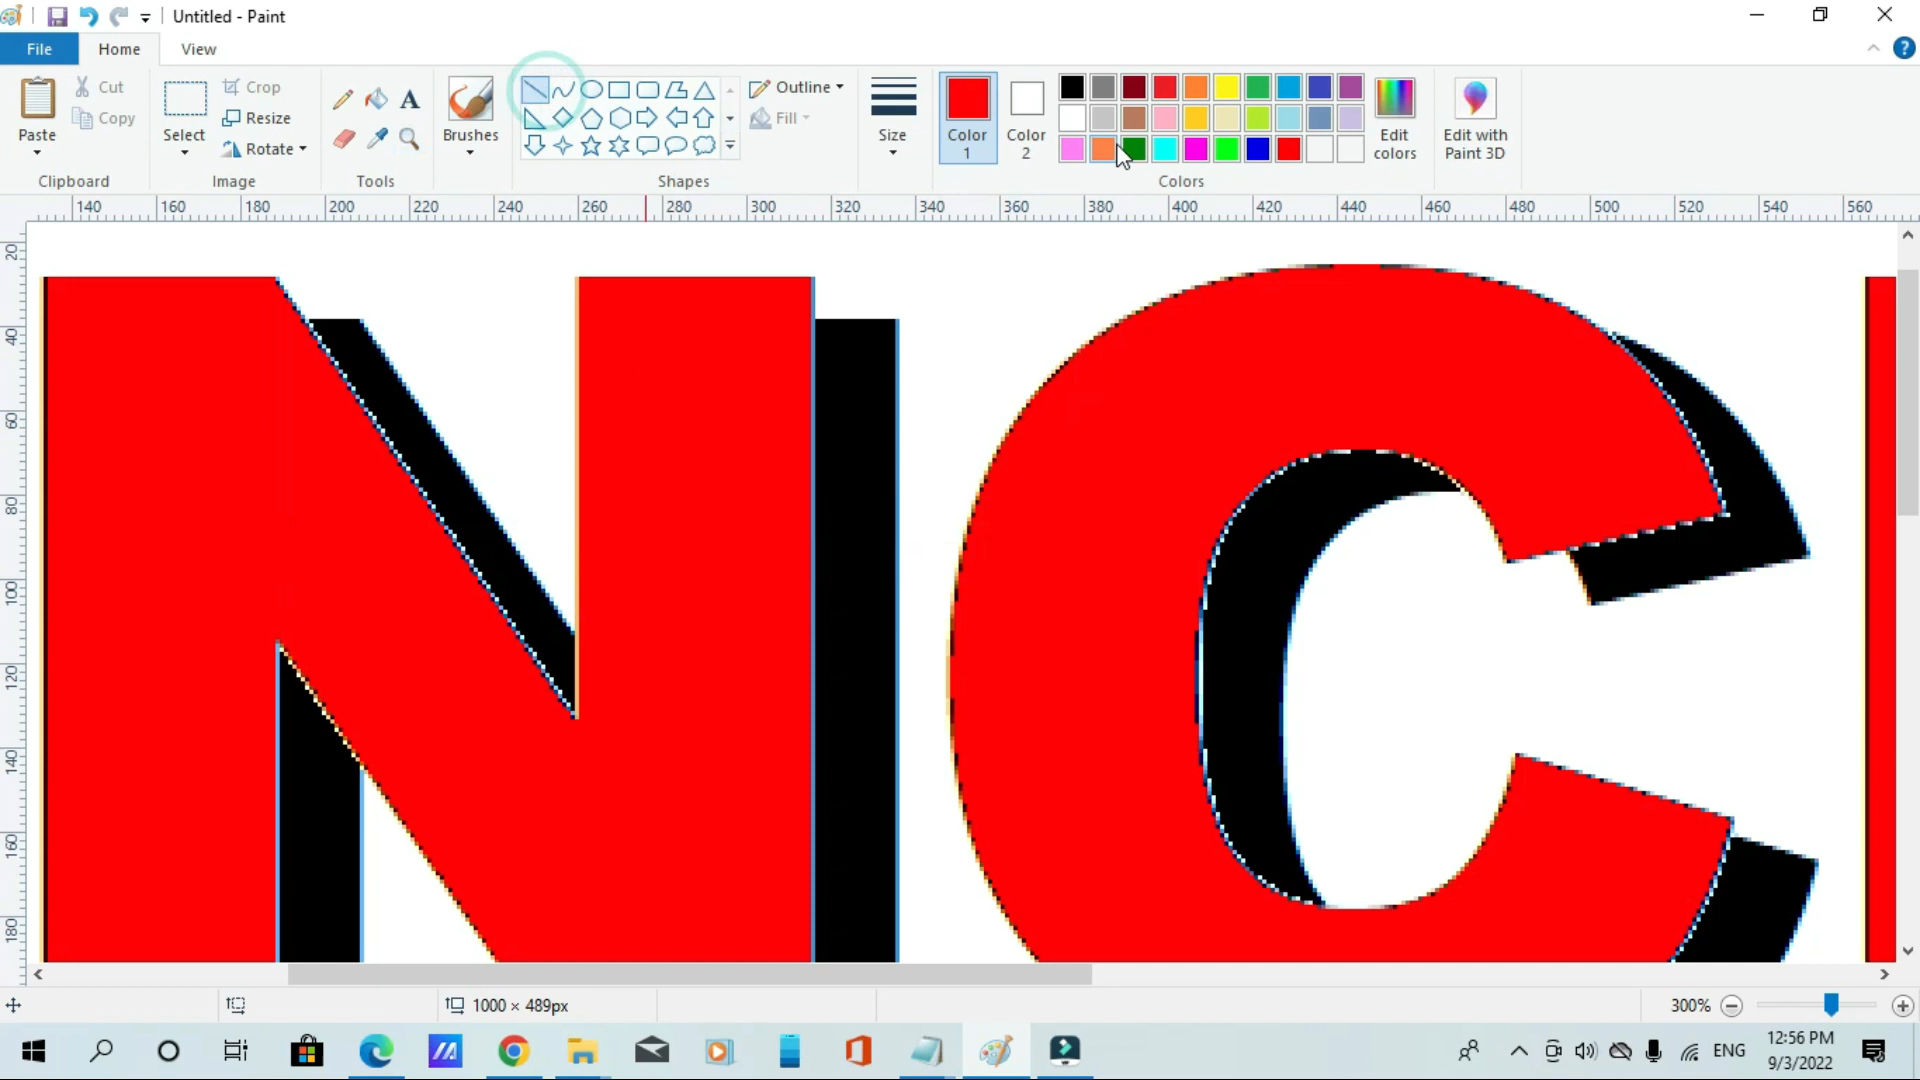 Untitled - Paint
File Home View
Paste
Cut
Copy
Clipboard
Select
Crop
Resize
Rotate
Image
Tools
Brushes
Shapes
Outline
Fill
Size
Color
1
Color
2
Colors
Edit
colors
Edit with
Paint 3D
140 160 180 200 220 240 260 280 300 320 340 360 380 400 420 440 460 480 500 520 540 560
20
40
60
80
100
120
140
160
180
NC
1000 × 489px
300%
ENG
12:56 PM
9/3/2022